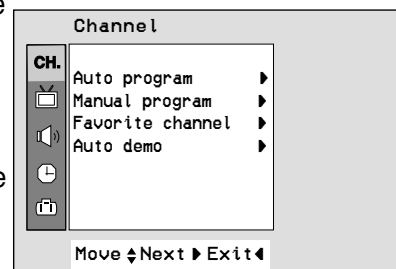 e
Channel
CH.
Auto program
Manual program
Favorite channel
Auto demo
e
Move Next Exit